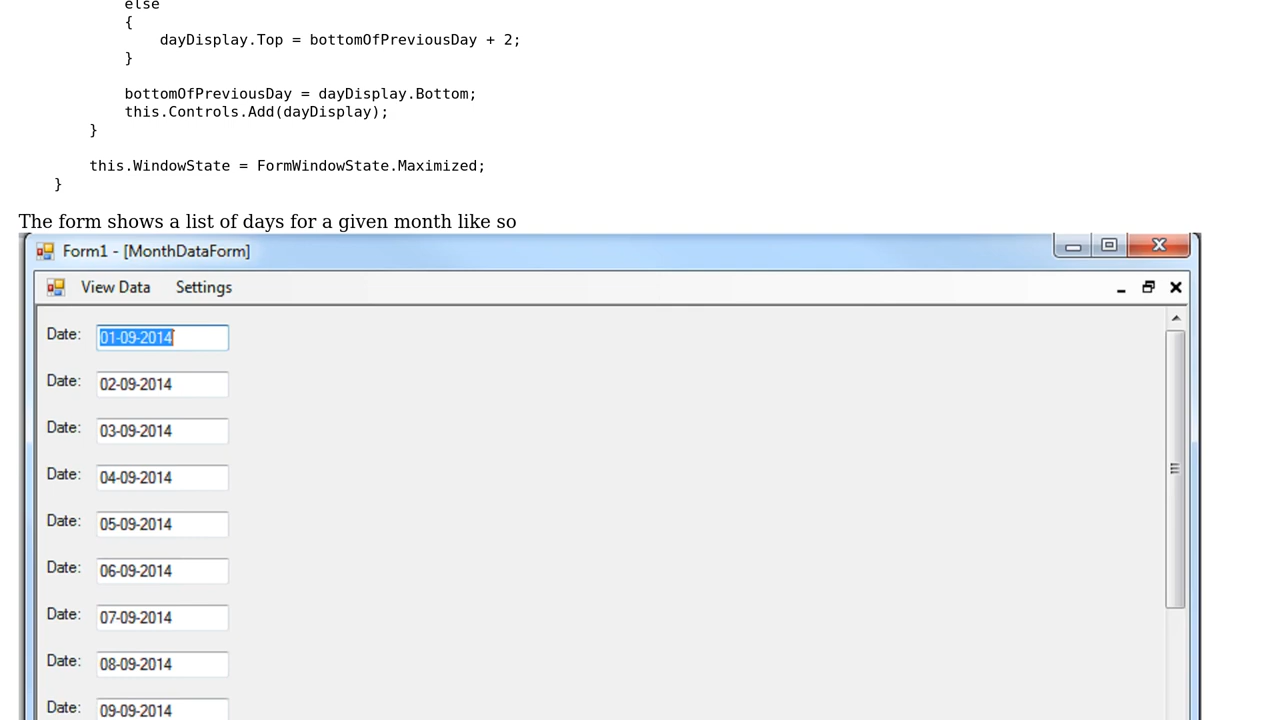 else
{
dayDisplay.Top = bottomOfPreviousDay + 2;
}
bottomOfPreviousDay = dayDisplay.Bottom;
this.Controls.Add(dayDisplay);
}
this.WindowState = FormWindowState.Maximized;
}
The form shows a list of days for a given month like so
Form1 - [MonthDataForm]
View Data Settings
Date: 01-09-2014
Date: 02-09-2014
Date: 03-09-2014
Date: 04-09-2014
Date: 05-09-2014
Date: 06-09-2014
Date: 07-09-2014
Date: 08-09-2014
Date: 09-09-2014